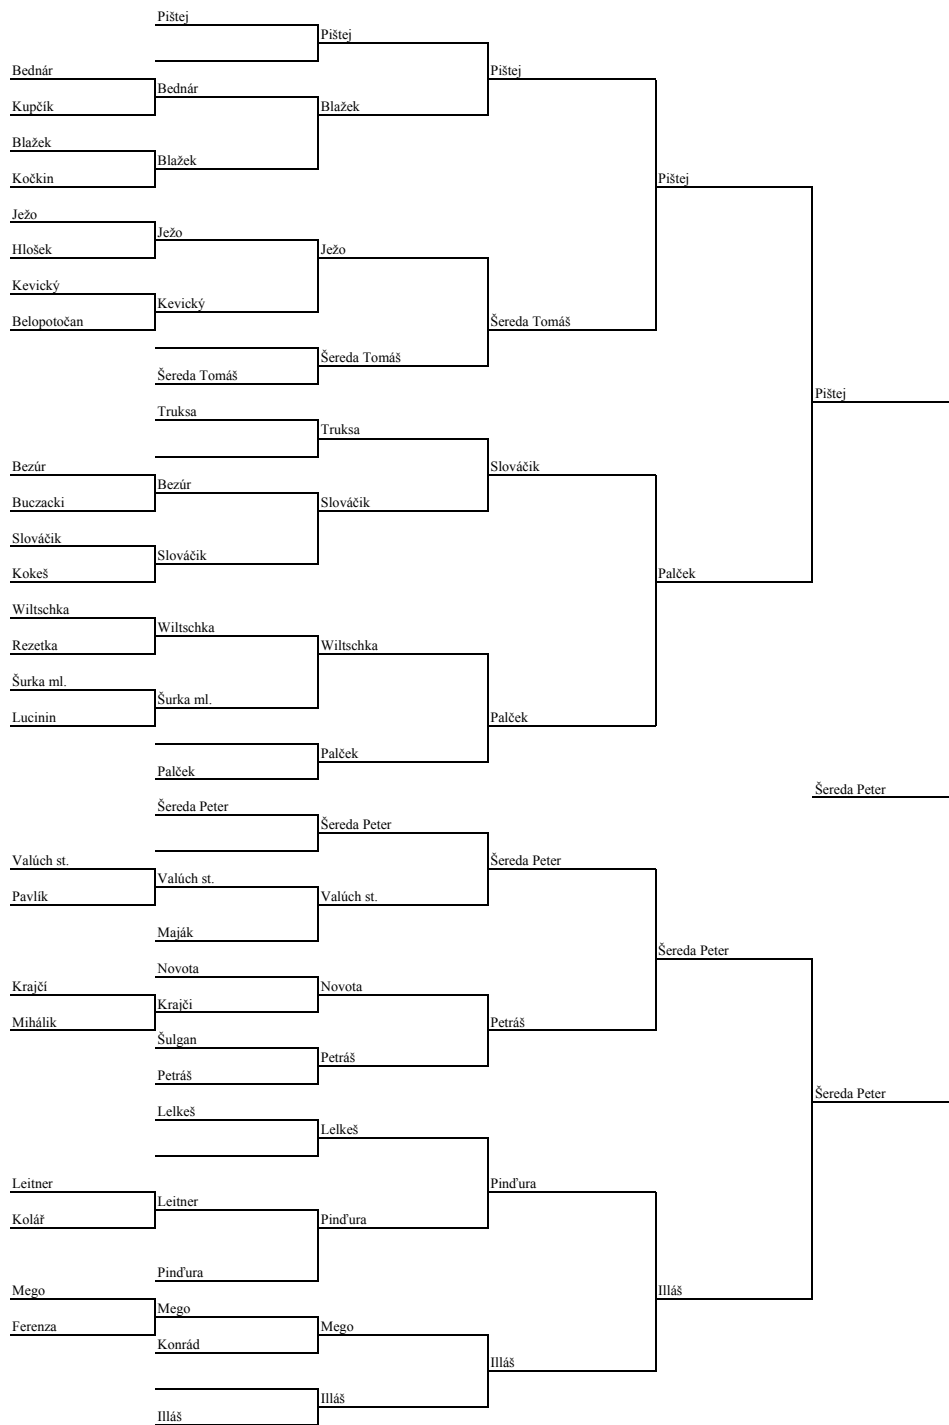 Pištej
Pištej
Bednár
Pištej
Bednár
Kupčík
Blažek
Blažek
Blažek
Kočkin
Pištej
Ježo
Ježo
Hlošek
Ježo
Kevický
Kevický
Belopotočan
Šereda Tomáš
Šereda Tomáš
Šereda Tomáš
Pištej
Truksa
Truksa
Bezúr
Slováčik
Bezúr
Buczacki
Slováčik
Slováčik
Slováčik
Kokeš
Palček
Wiltschka
Wiltschka
Rezetka
Wiltschka
Šurka ml.
Šurka ml.
Lucinin
Palček
Palček
Palček
Šereda Peter
Šereda Peter
Šereda Peter
Valúch st.
Šereda Peter
Valúch st.
Pavlík
Valúch st.
Maják
Šereda Peter
Novota
Krajčí
Novota
Krajči
Mihálik
Petráš
Šulgan
Petráš
Petráš
Šereda Peter
Lelkeš
Lelkeš
Leitner
Pinďura
Leitner
Kolář
Pinďura
Pinďura
Mego
Illáš
Mego
Ferenza
Mego
Konrád
Illáš
Illáš
Illáš